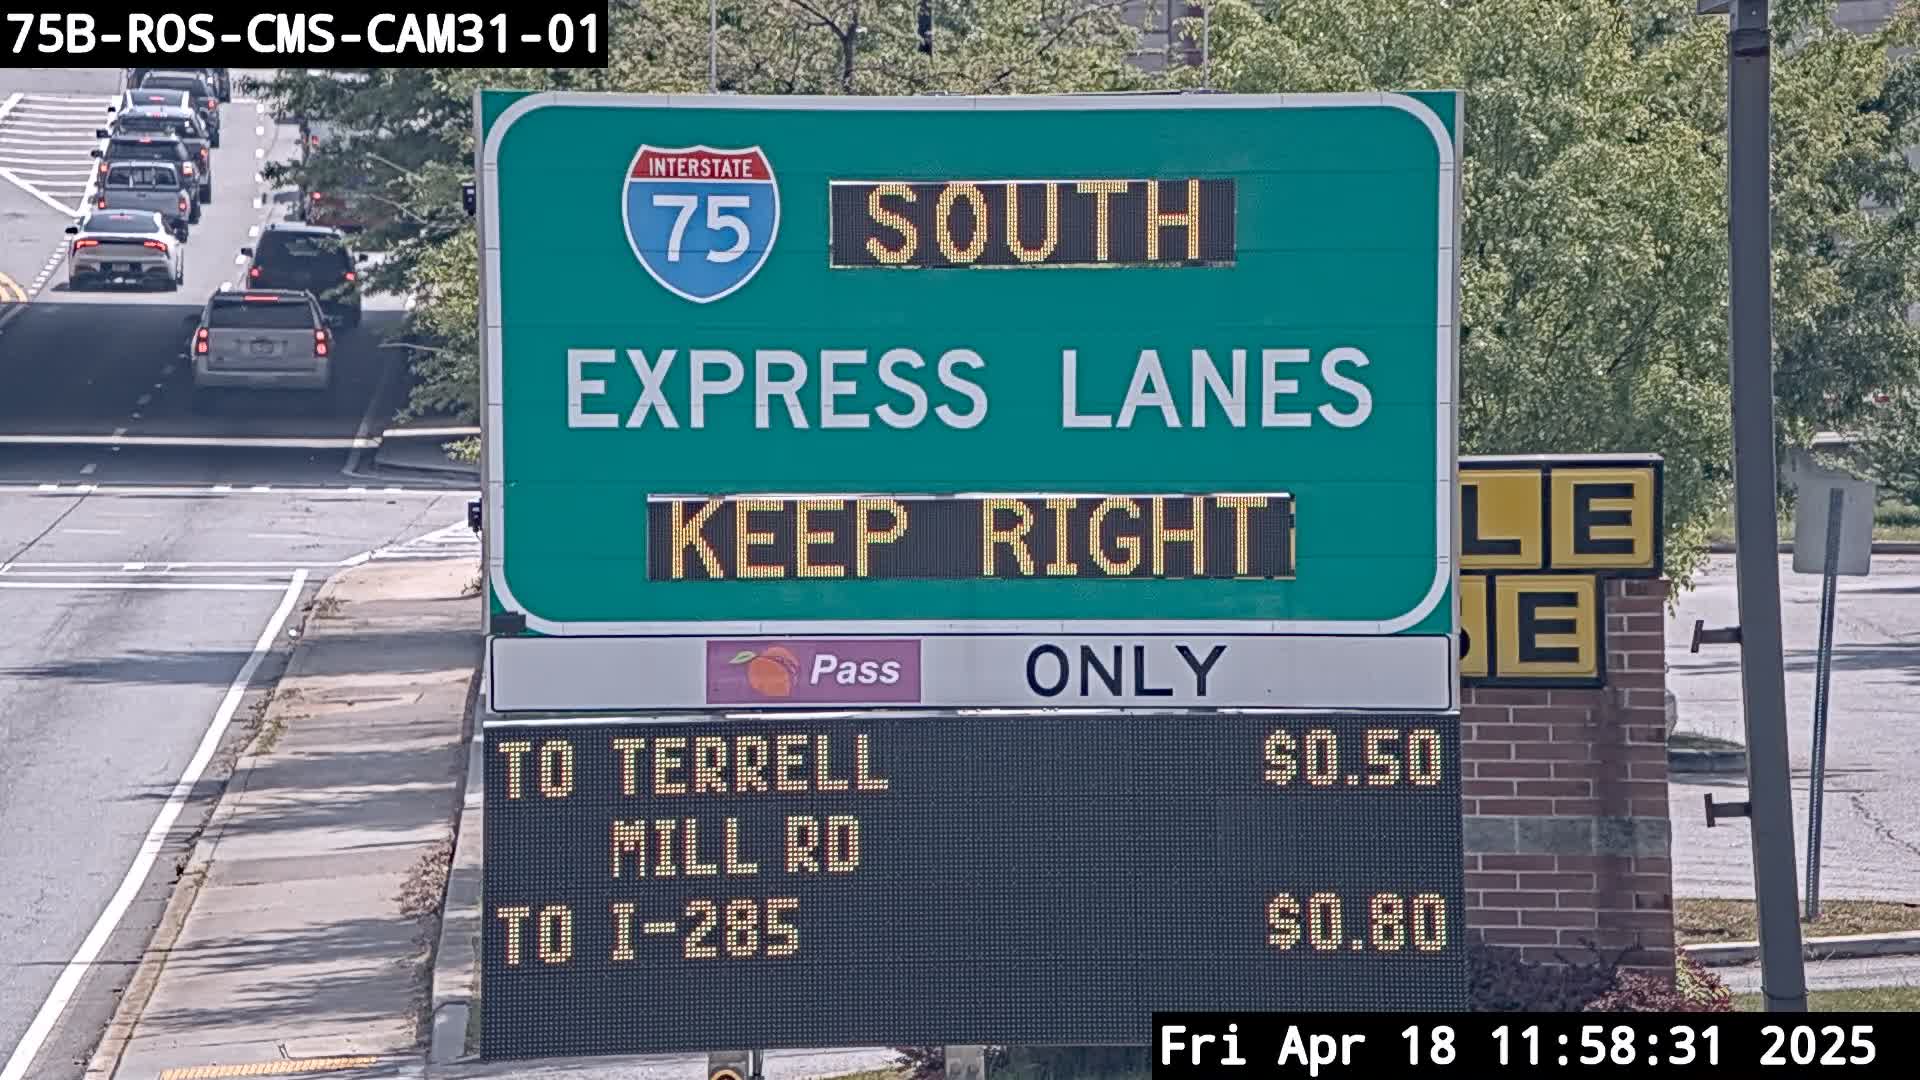 75B-ROS-CMS-CAM31-01
INTERSTATE
75
SOUTH
EXPRESS LANES
KEEP RIGHT
Pass ONLY
TO TERRELL $0.50
MILL RD
TO I-285 $0.80
LE
E
Fri Apr 18 11:58:31 2025